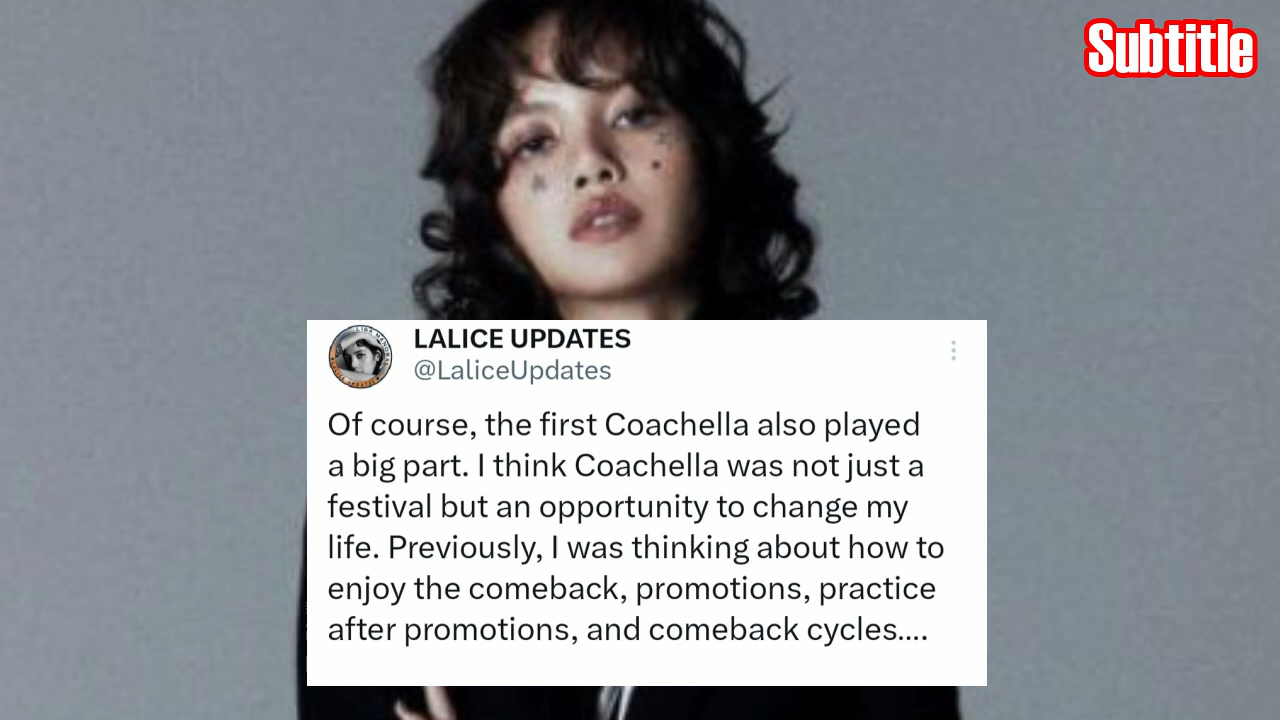 Subtitle
LALICE UPDATES
@LaliceUpdates
Of course, the first Coachella also played
a big part. I think Coachella was not just a
festival but an opportunity to change my
life. Previously, I was thinking about how to
enjoy the comeback, promotions, practice
after promotions, and comeback cycles....